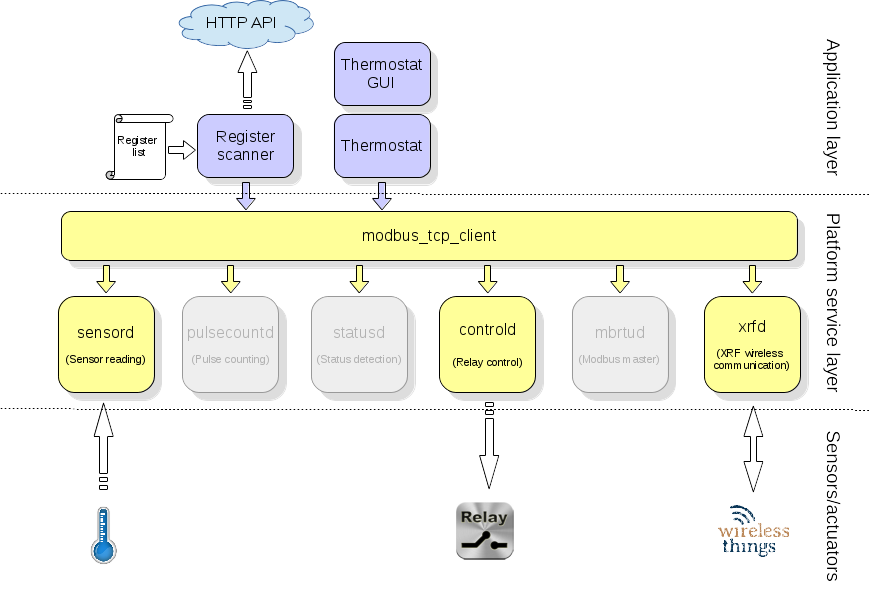 HTTP API
Thermostat
GUI
Register
list
Register
scanner
Thermostat
Application layer
modbus_tcp_client
Platform service layer
sensord
(Sensor reading)
pulsecountd
(Pulse counting)
statusd
(Status detection)
controld
(Relay control)
mbrtud
(Modbus master)
xrfd
(XRF wireless
communication)
Sensors/actuators
Relay
wireless
things